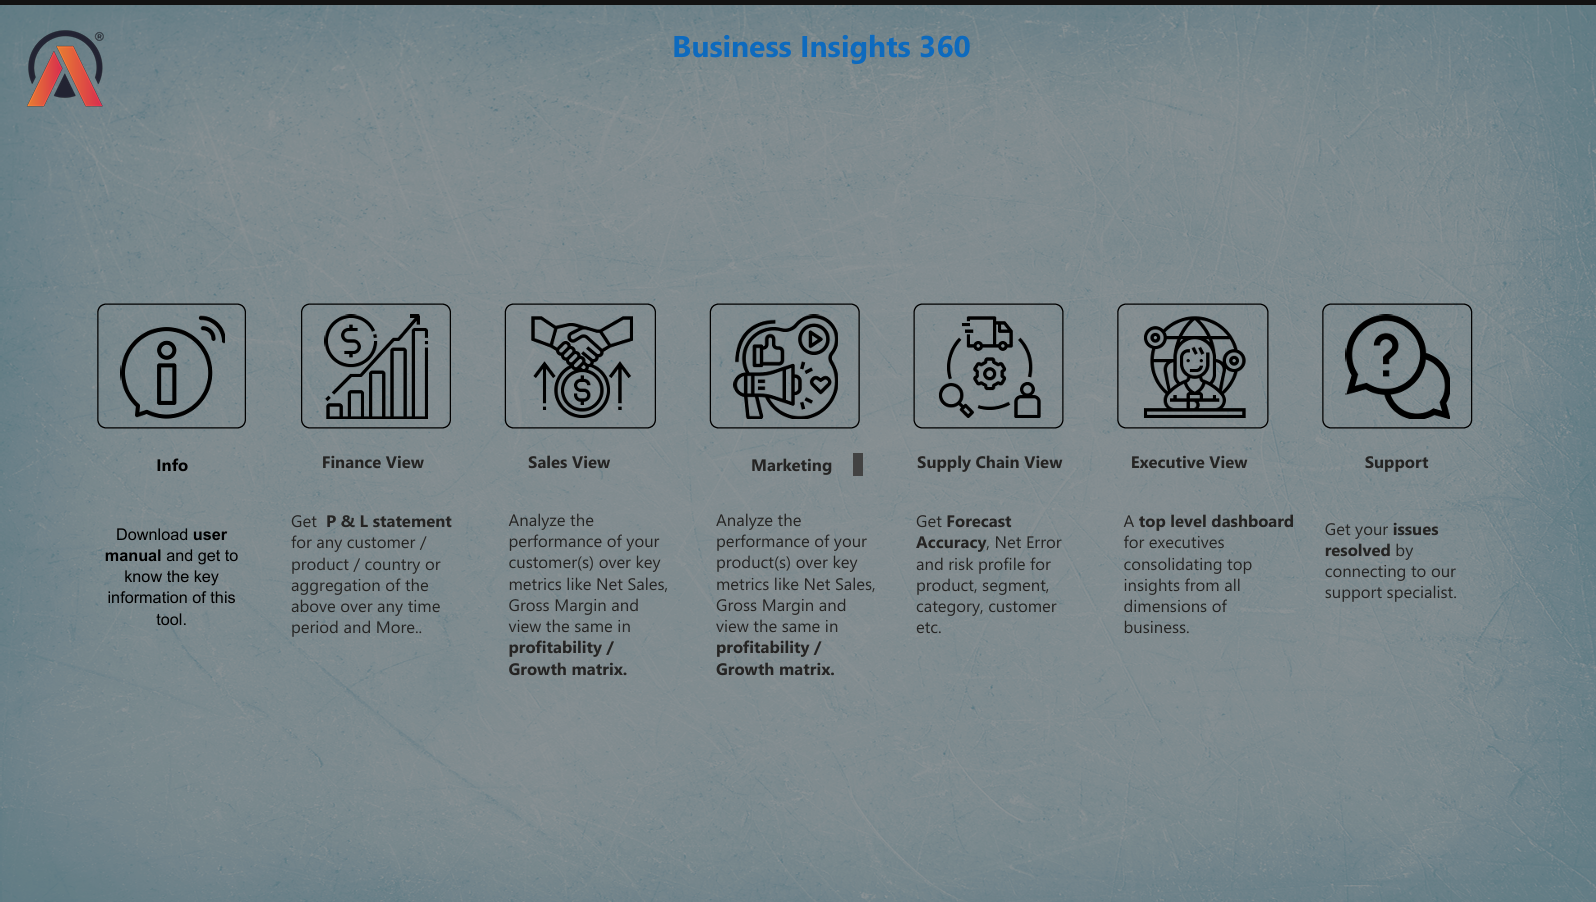 ®
Business Insights 360
Info
Finance View
Sales View
Marketing
Supply Chain View
Executive View
Support
Download user
manual and get to
know the key
information of this
tool.
Get  P & L statement
for any customer /
product / country or
aggregation of the
above over any time
period and More..
Analyze the
performance of your
customer(s) over key
metrics like Net Sales,
Gross Margin and
view the same in
profitability /
Growth matrix.
Analyze the
performance of your
product(s) over key
metrics like Net Sales,
Gross Margin and
view the same in
profitability /
Growth matrix.
Get Forecast
Accuracy, Net Error
and risk profile for
product, segment,
category, customer
etc.
A top level dashboard
for executives
consolidating top
insights from all
dimensions of
business.
Get your issues
resolved by
connecting to our
support specialist.